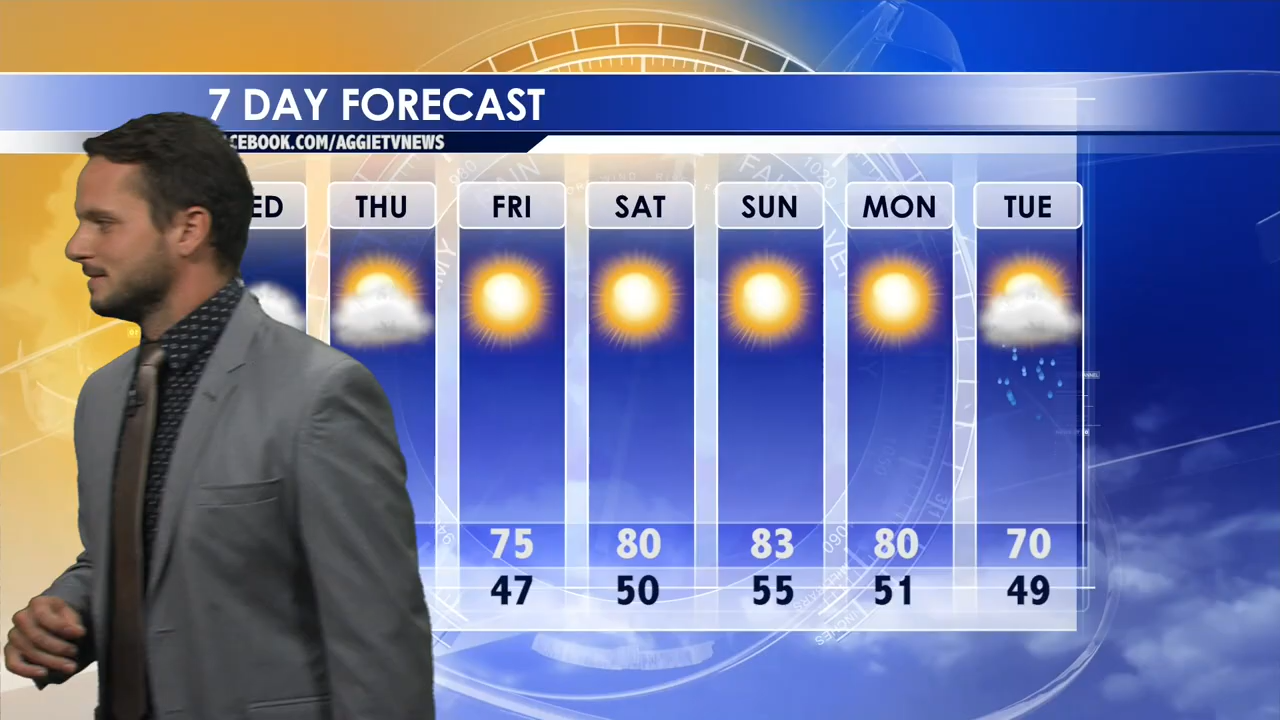 7 DAY FORECAST
CEBOOK.COM/AGGIETVNEWS
ED THU FRI SAT SUN MON TUE
75 80 83 80 70
47 50 55 51 49